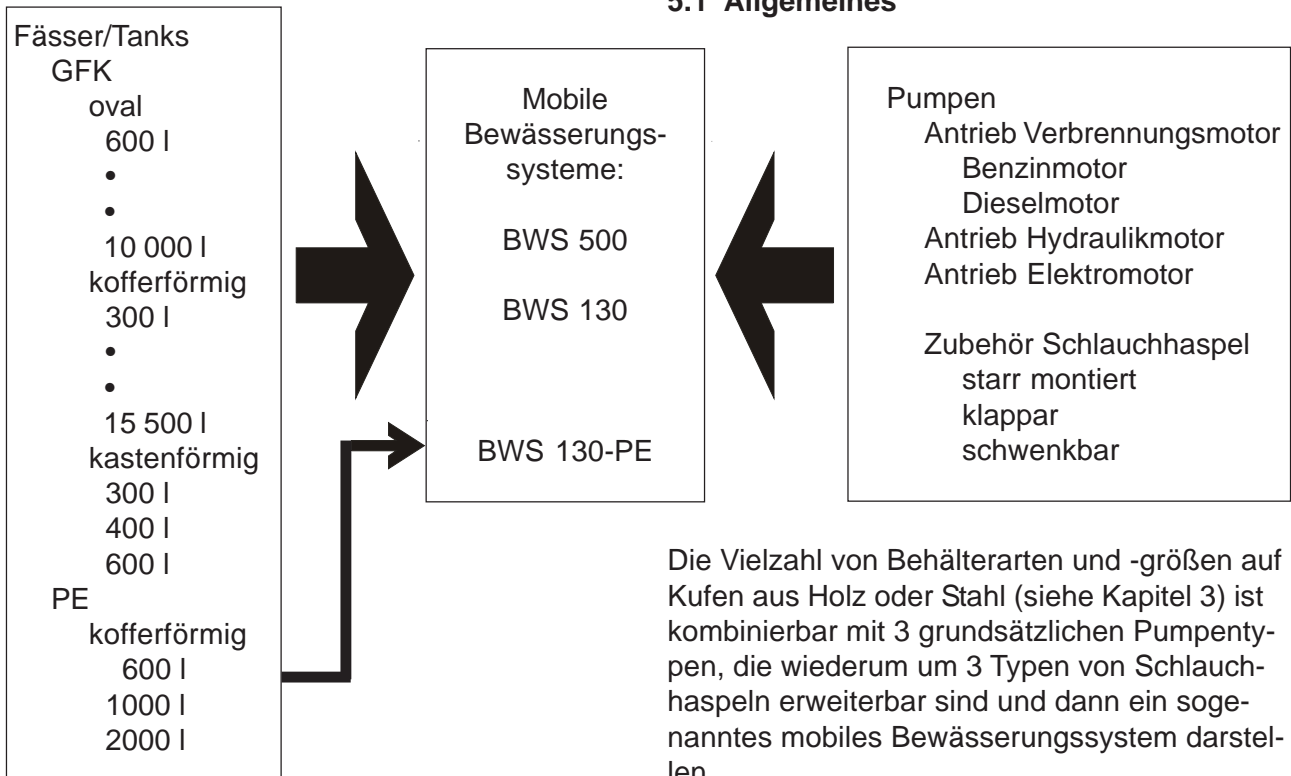 5.1 Allgemeines
Fässer/Tanks
GFK
oval
600 l
•
•
10 000 l
kofferförmig
300 l
•
•
15 500 l
kastenförmig
300 l
400 l
600 l
PE
kofferförmig
600 l
1000 l
2000 l
Mobile
Bewässerungs-
systeme:
BWS 500
BWS 130
BWS 130-PE
Pumpen
Antrieb Verbrennungsmotor
Benzinmotor
Dieselmotor
Antrieb Hydraulikmotor
Antrieb Elektromotor
Zubehör Schlauchhaspel
starr montiert
klappar
schwenkbar
Die Vielzahl von Behälterarten und -größen auf
Kufen aus Holz oder Stahl (siehe Kapitel 3) ist
kombinierbar mit 3 grundsätzlichen Pumpenty-
pen, die wiederum um 3 Typen von Schlauch-
haspeln erweiterbar sind und dann ein soge-
nanntes mobiles Bewässerungssystem darstel-
len